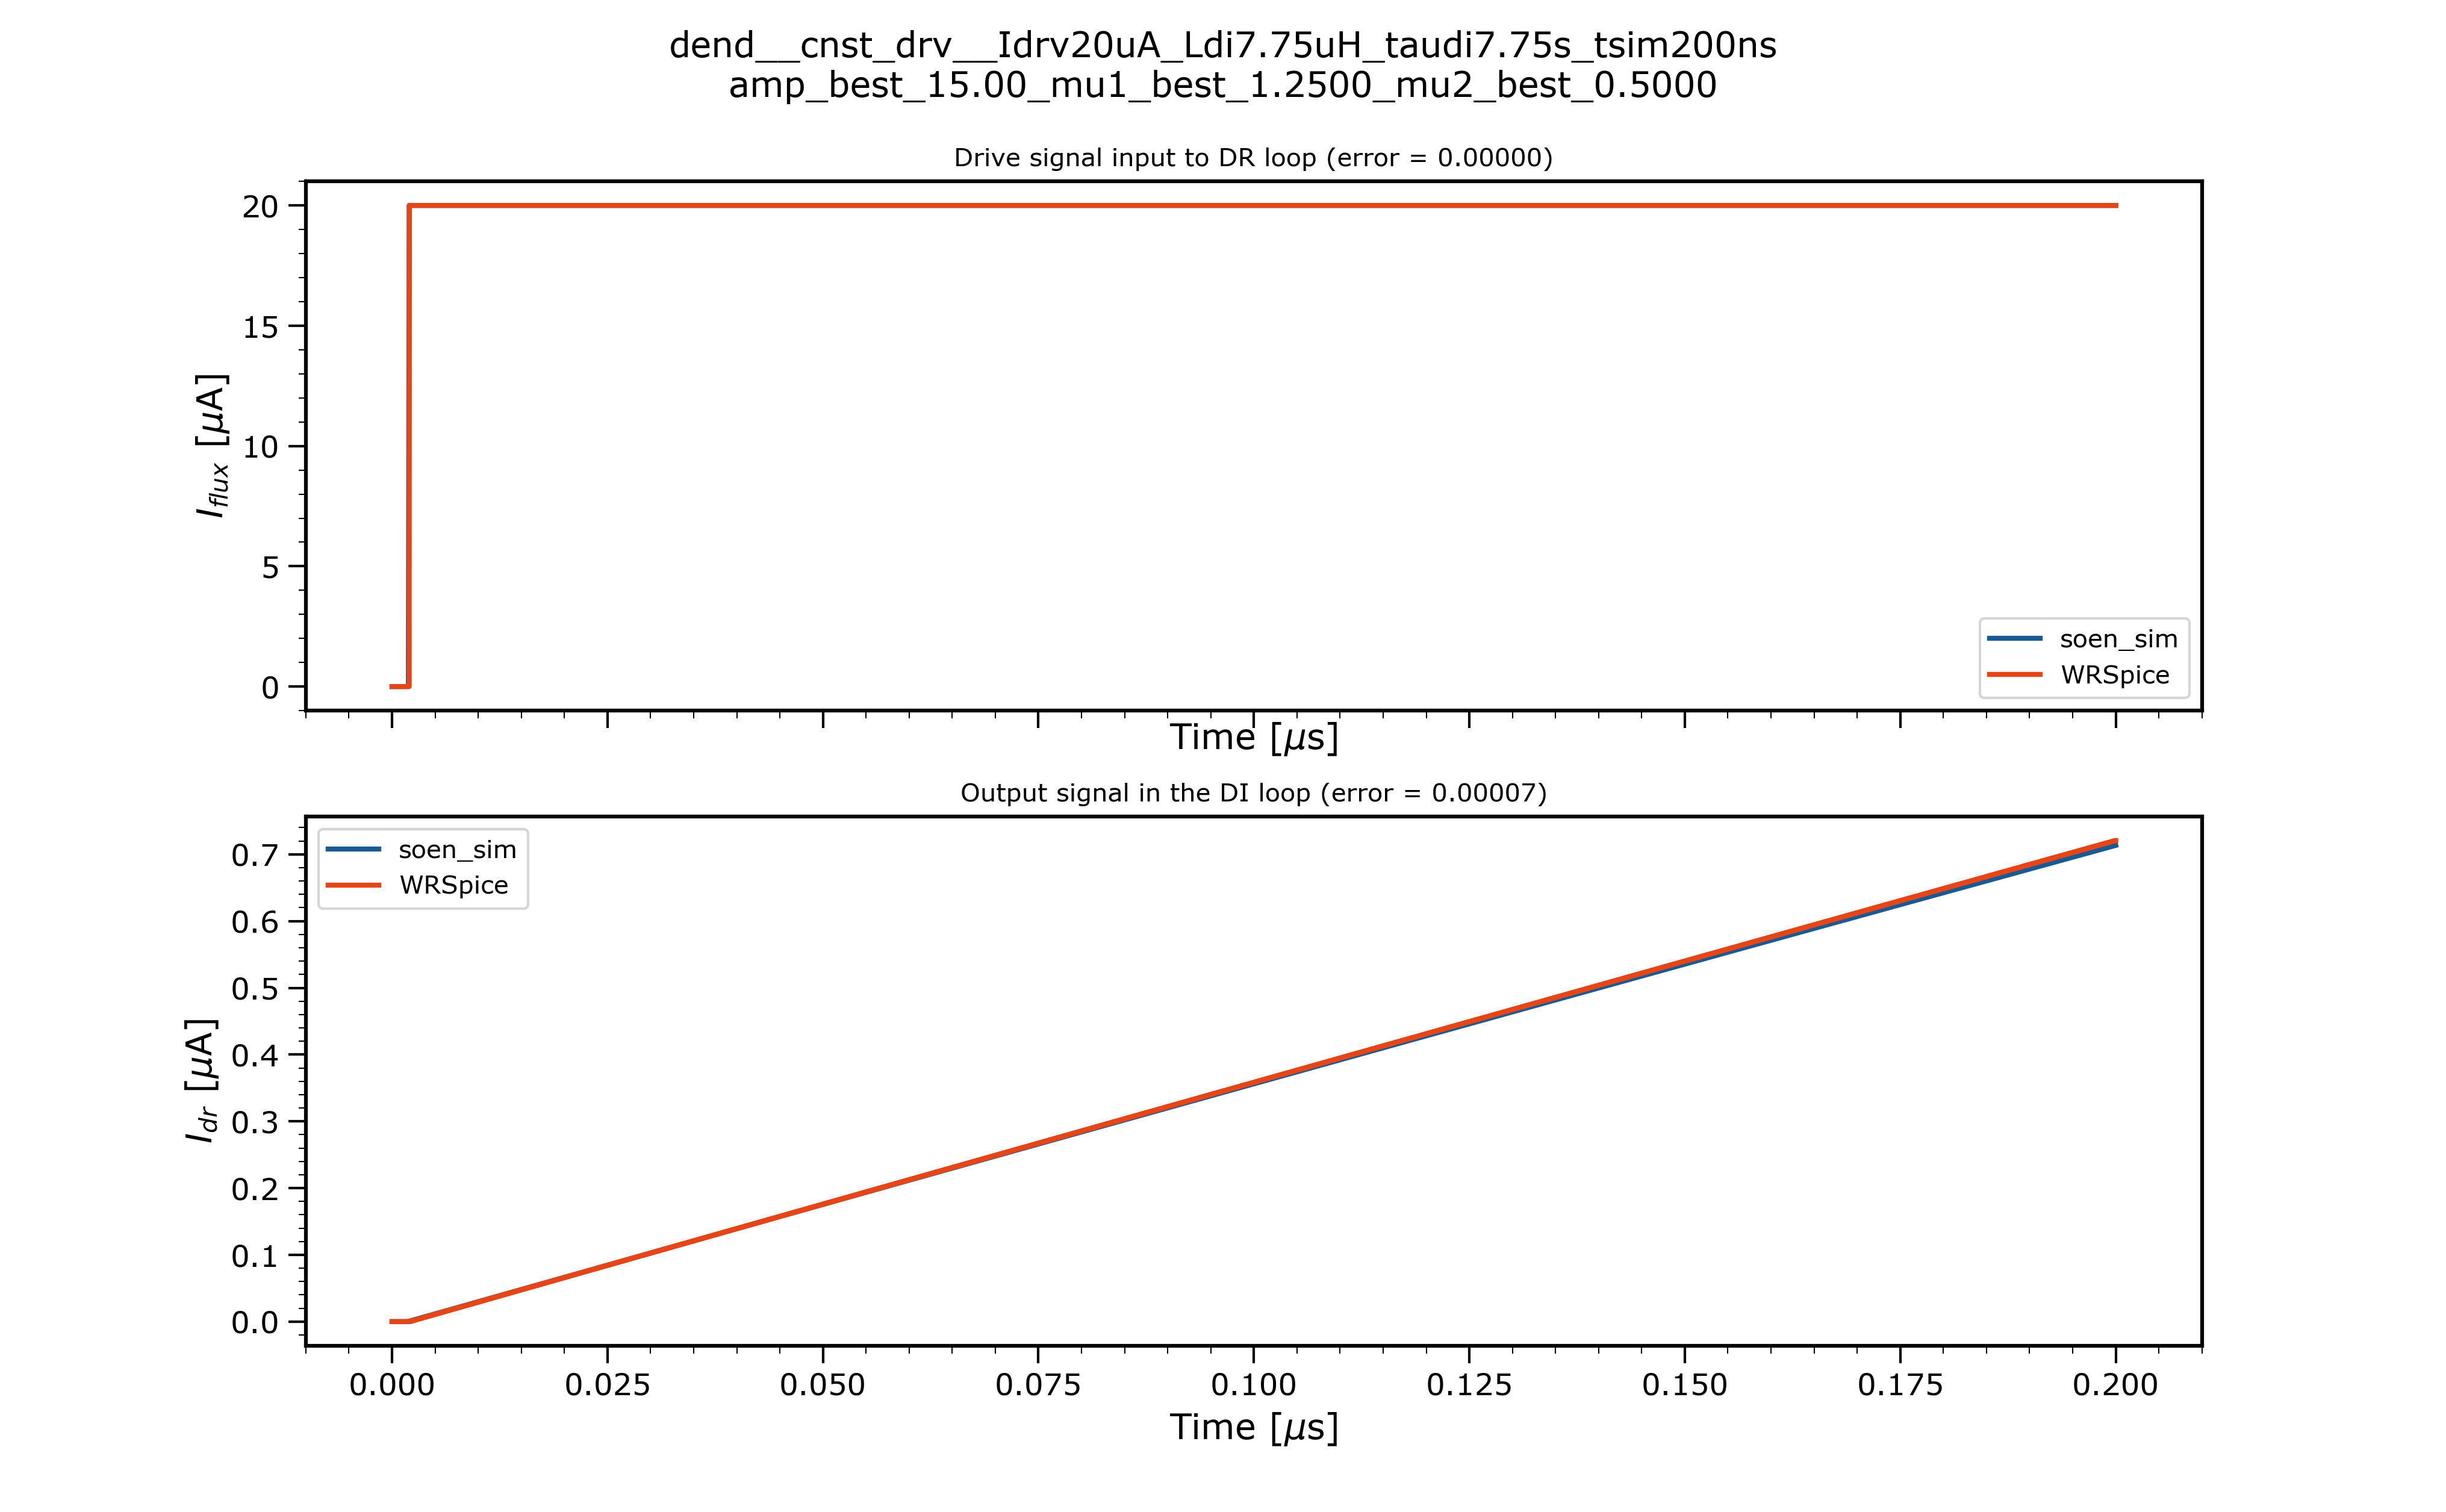 dend__cnst_drv__Idrv20uA_Ldi7.75uH_taudi7.75s_tsim200ns
amp_best_15.00_mu1_best_1.2500_mu2_best_0.5000
Drive signal input to DR loop (error = 0.00000)
I_flux [μA]
20
15
10
5
0
soen_sim
WRSpice
Time [μs]
Output signal in the DI loop (error = 0.00007)
soen_sim
WRSpice
I_dr [μA]
0.7
0.6
0.5
0.4
0.3
0.2
0.1
0.0
0.000 0.025 0.050 0.075 0.100 0.125 0.150 0.175 0.200
Time [μs]